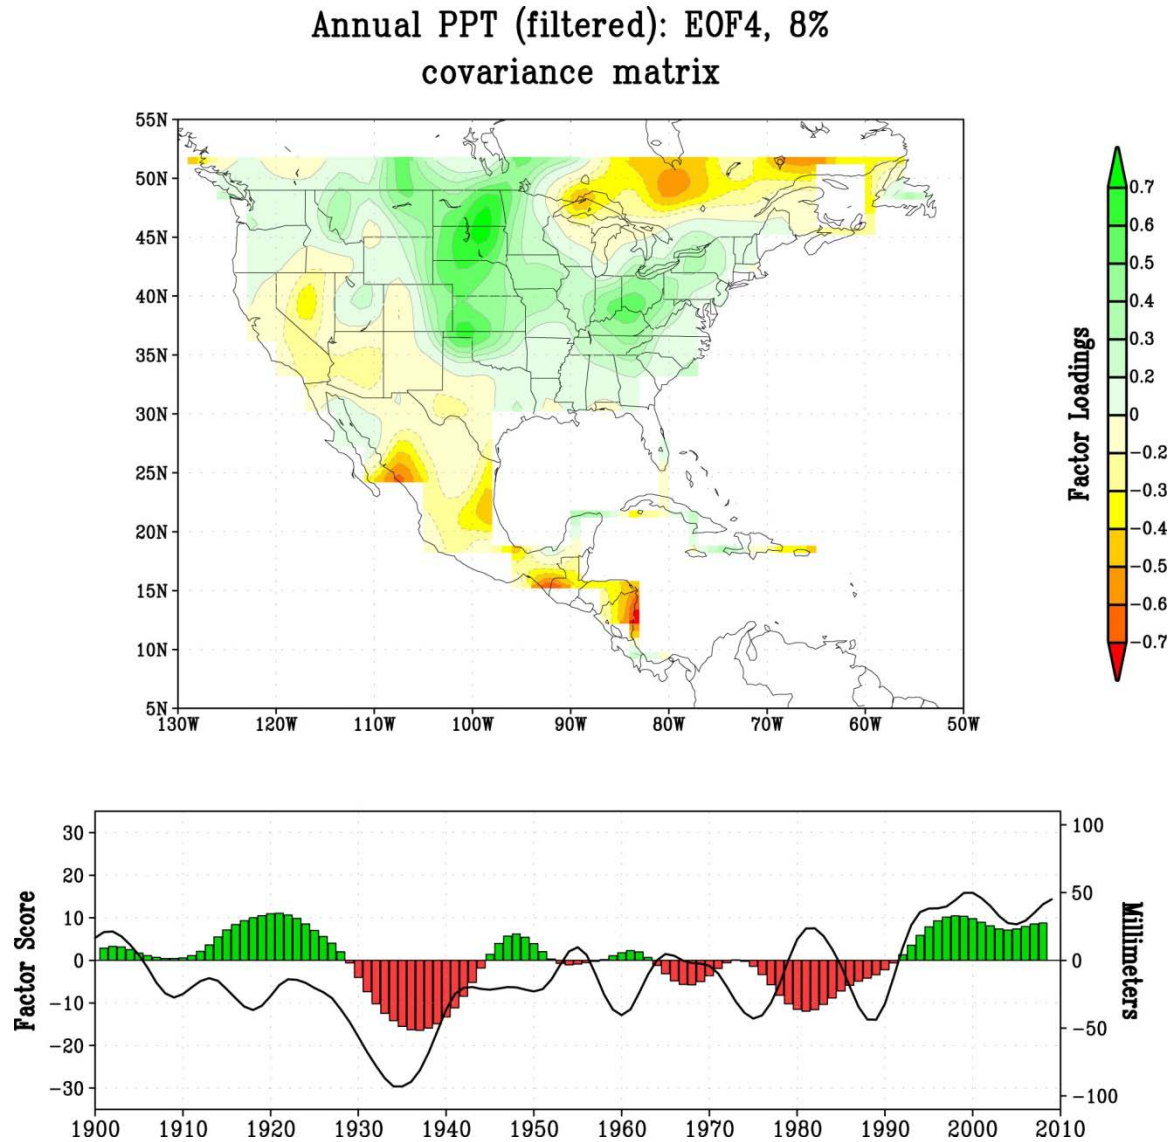 Annual PPT (filtered): EOF4, 8%
covariance matrix
55N
50N
45N
40N
35N
30N
25N
20N
15N
10N
5N
130W 120W 110W 100W 90W 80W 70W 60W 50W
Factor Loadings
0.7
0.6
0.5
0.4
0.3
0.2
0
-0.2
-0.3
-0.4
-0.5
-0.6
-0.7
Factor Score
30
20
10
0
-10
-20
-30
100
50
0
-50
-100
Millimeters
1900 1910 1920 1930 1940 1950 1960 1970 1980 1990 2000 2010